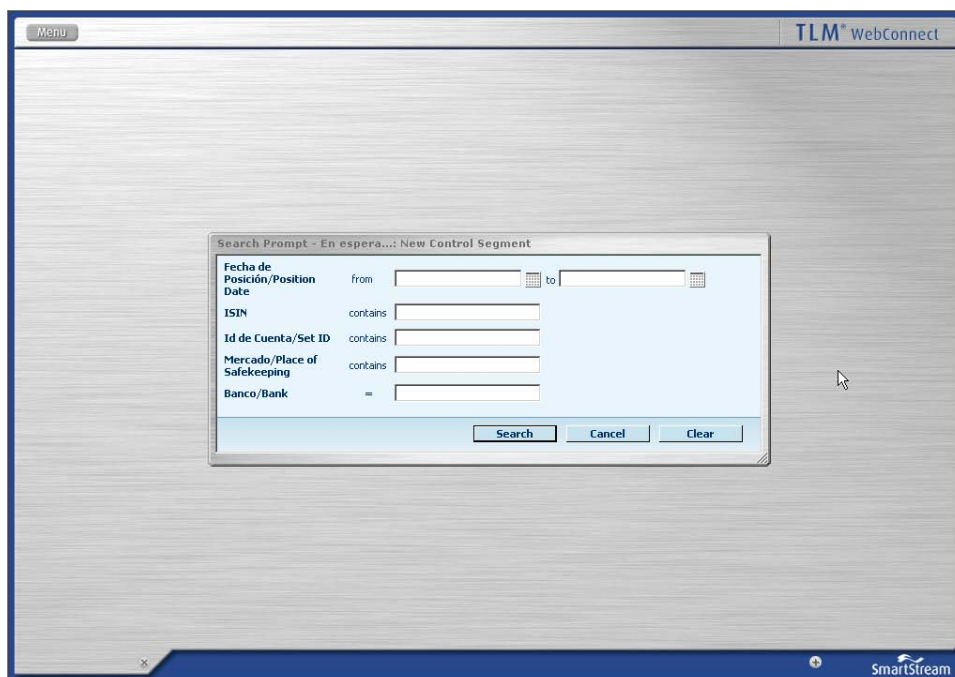 Menu
TLM® WebConnect
Search Prompt - En espera...: New Control Segment
Fecha de
Posición/Position
Date
from
to
ISIN
contains
Id de Cuenta/Set ID
contains
Mercado/Place of
Safekeeping
contains
Banco/Bank
=
Search
Cancel
Clear
SmartStream